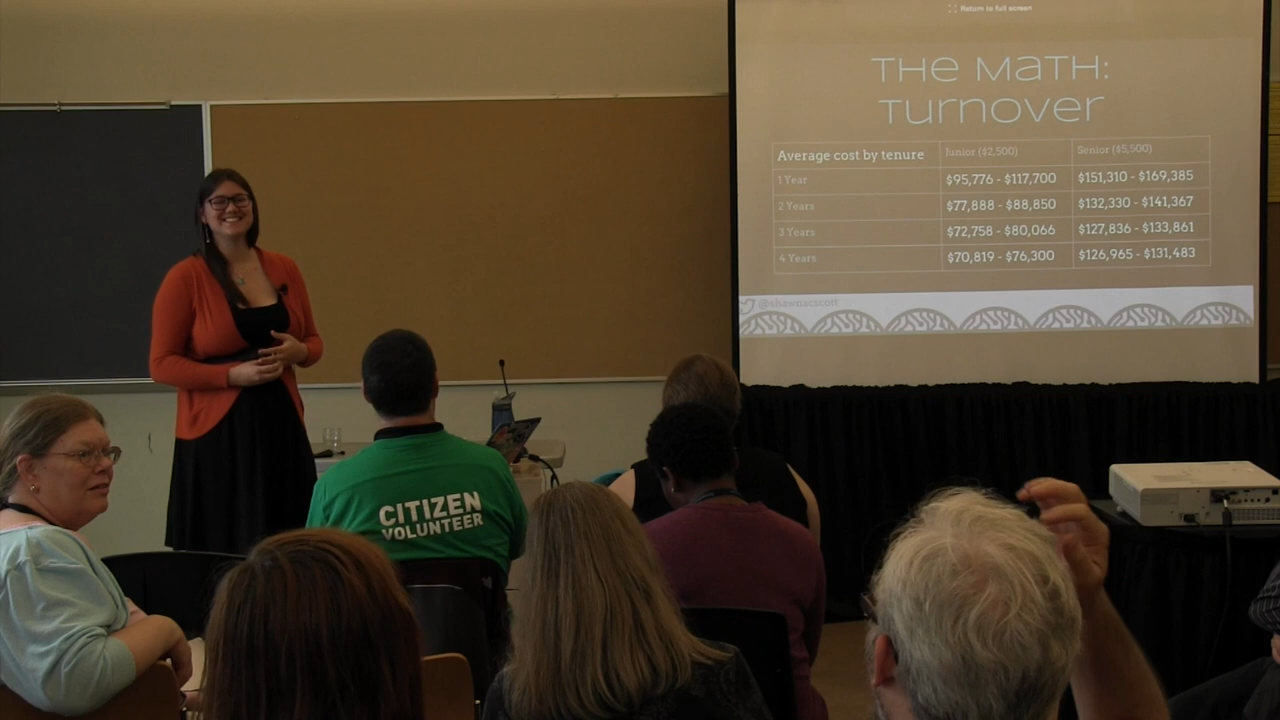 Return to full screen
THE MATH:
TURNOVER
Average cost by tenure Junior ($2,500) Senior ($5,500)
1 Year $95,776 - $117,700 $151,310 - $169,385
2 Years $77,888 - $88,850 $132,330 - $141,367
3 Years $72,758 - $80,066 $127,836 - $133,861
4 Years $70,819 - $76,300 $126,965 - $131,483
@shawnacscott
CITIZEN
VOLUNTEER